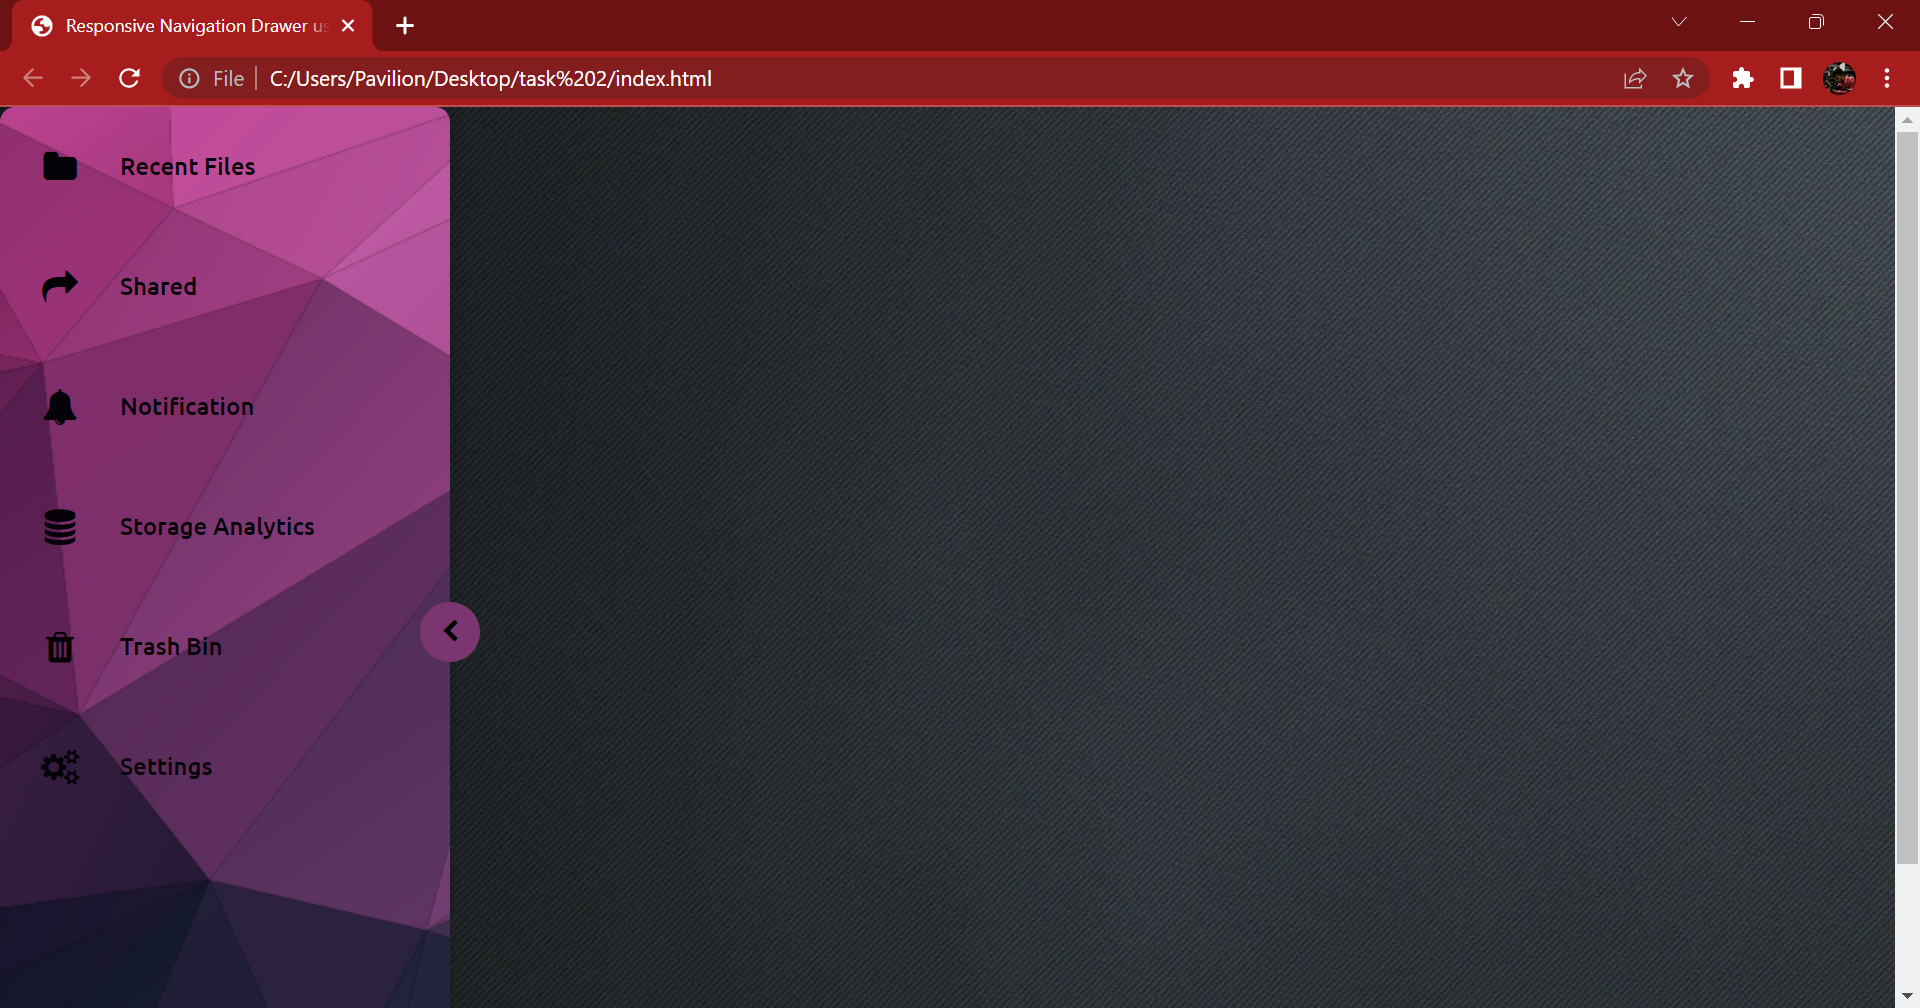 Responsive Navigation Drawer us
File
C:/Users/Pavilion/Desktop/task%202/index.html
Recent Files
Shared
Notification
Storage Analytics
Trash Bin
Settings